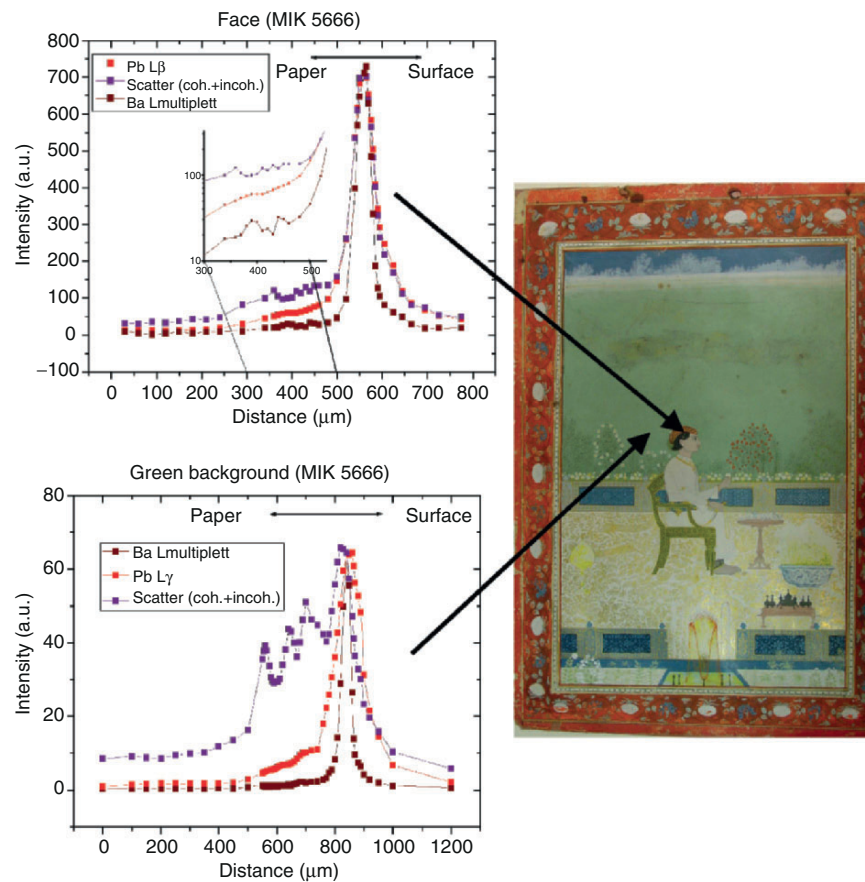 Face (MIK 5666)
800
700
600
500
400
300
200
100
0
−100
Intensity (a.u.)
Pb Lβ
Scatter (coh.+incoh.)
Ba Lmultiplett
Paper Surface
100
10
300 400 500
0 100 200 300 400 500 600 700 800
Distance (μm)
Green background (MIK 5666)
80
60
40
20
0
Intensity (a.u.)
Paper Surface
Ba Lmultiplett
Pb Lγ
Scatter (coh.+incoh.)
0 200 400 600 800 1000 1200
Distance (μm)